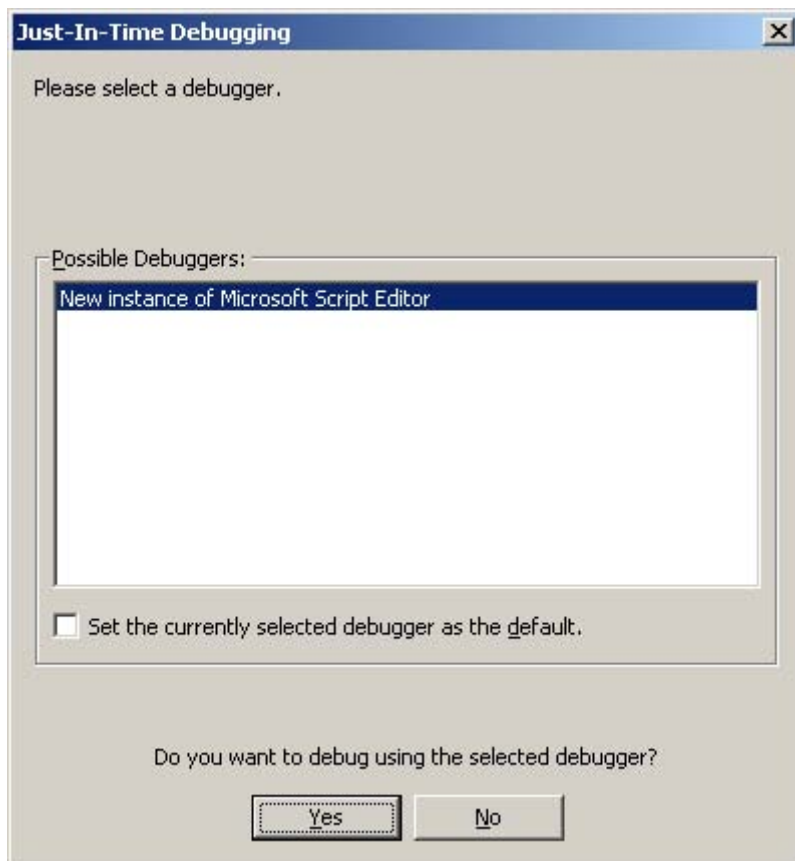 Just-In-Time Debugging
Please select a debugger.
Possible Debuggers:
New instance of Microsoft Script Editor
Set the currently selected debugger as the default.
Do you want to debug using the selected debugger?
Yes
No